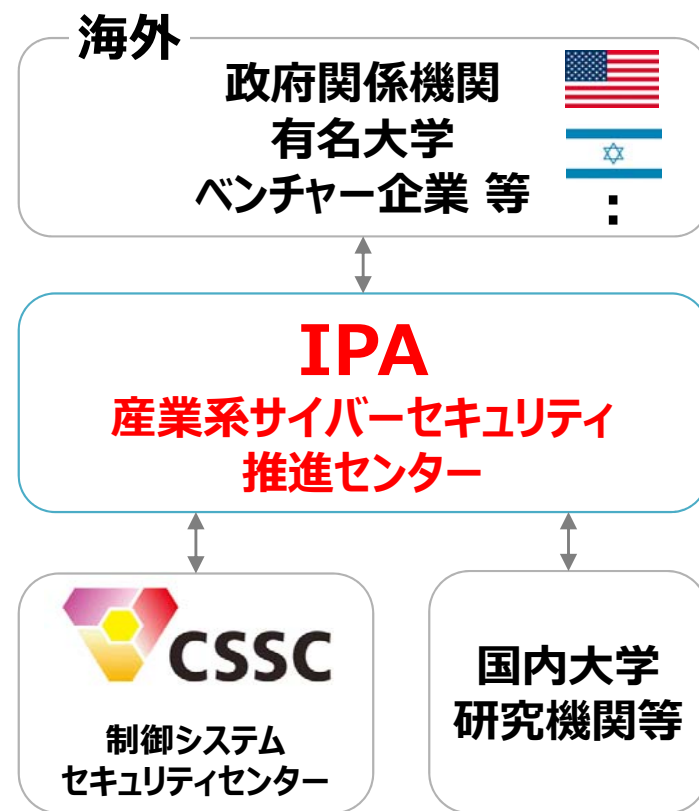 海外
政府関係機関
有名大学
ベンチャー企業 等
:
IPA
産業系サイバーセキュリティ
推進センター
CSSC
制御システム
セキュリティセンター
国内大学
研究機関等